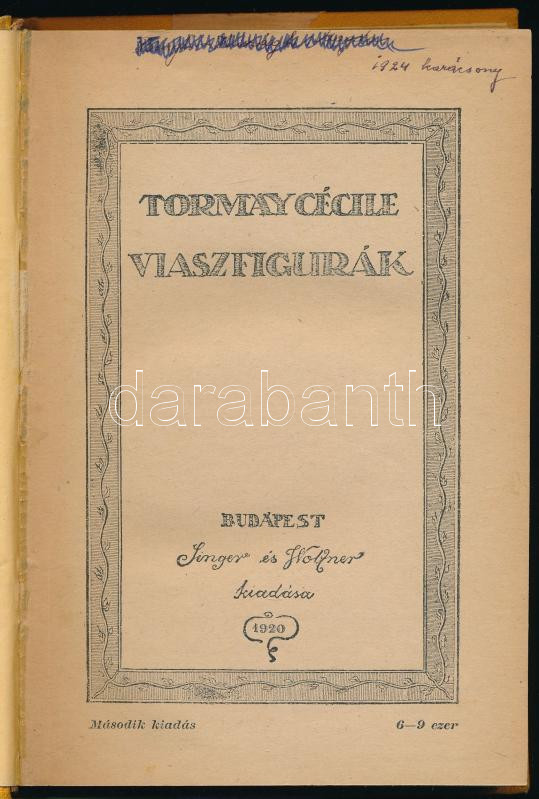 1924 karácsony
TORMAY CÉCILE
VIASZFIGURÁK
darabanth
BUDAPEST
Singer és Wolfner
kiadása
1920
Második kiadás
6—9 ezer